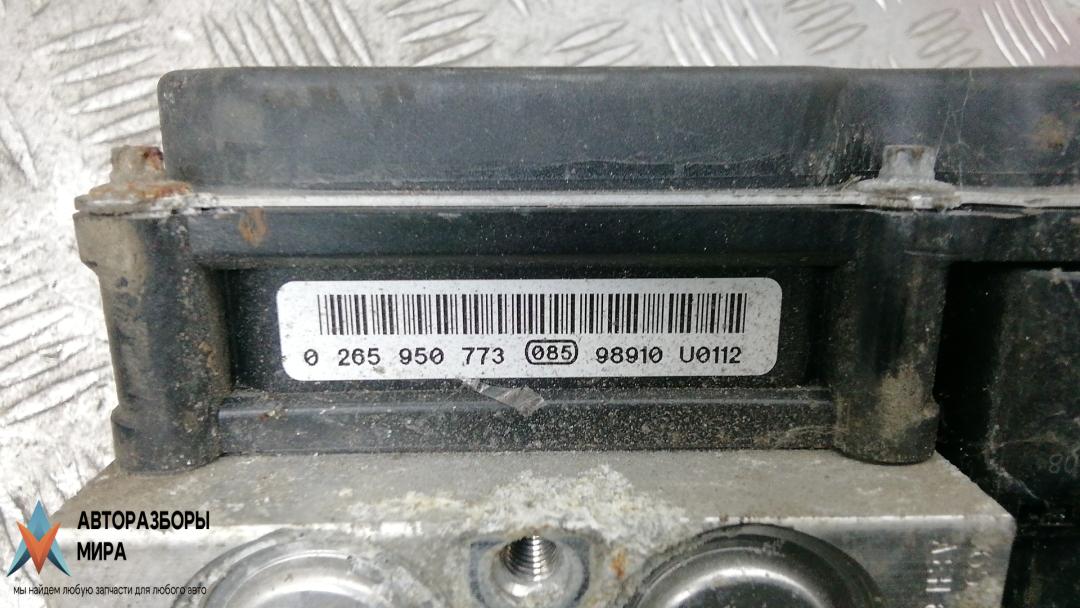 0 265 950 773 085 98910 U0112
АВТОРАЗБОРЫ
МИРА
мы найдем любую запчасти для любого авто